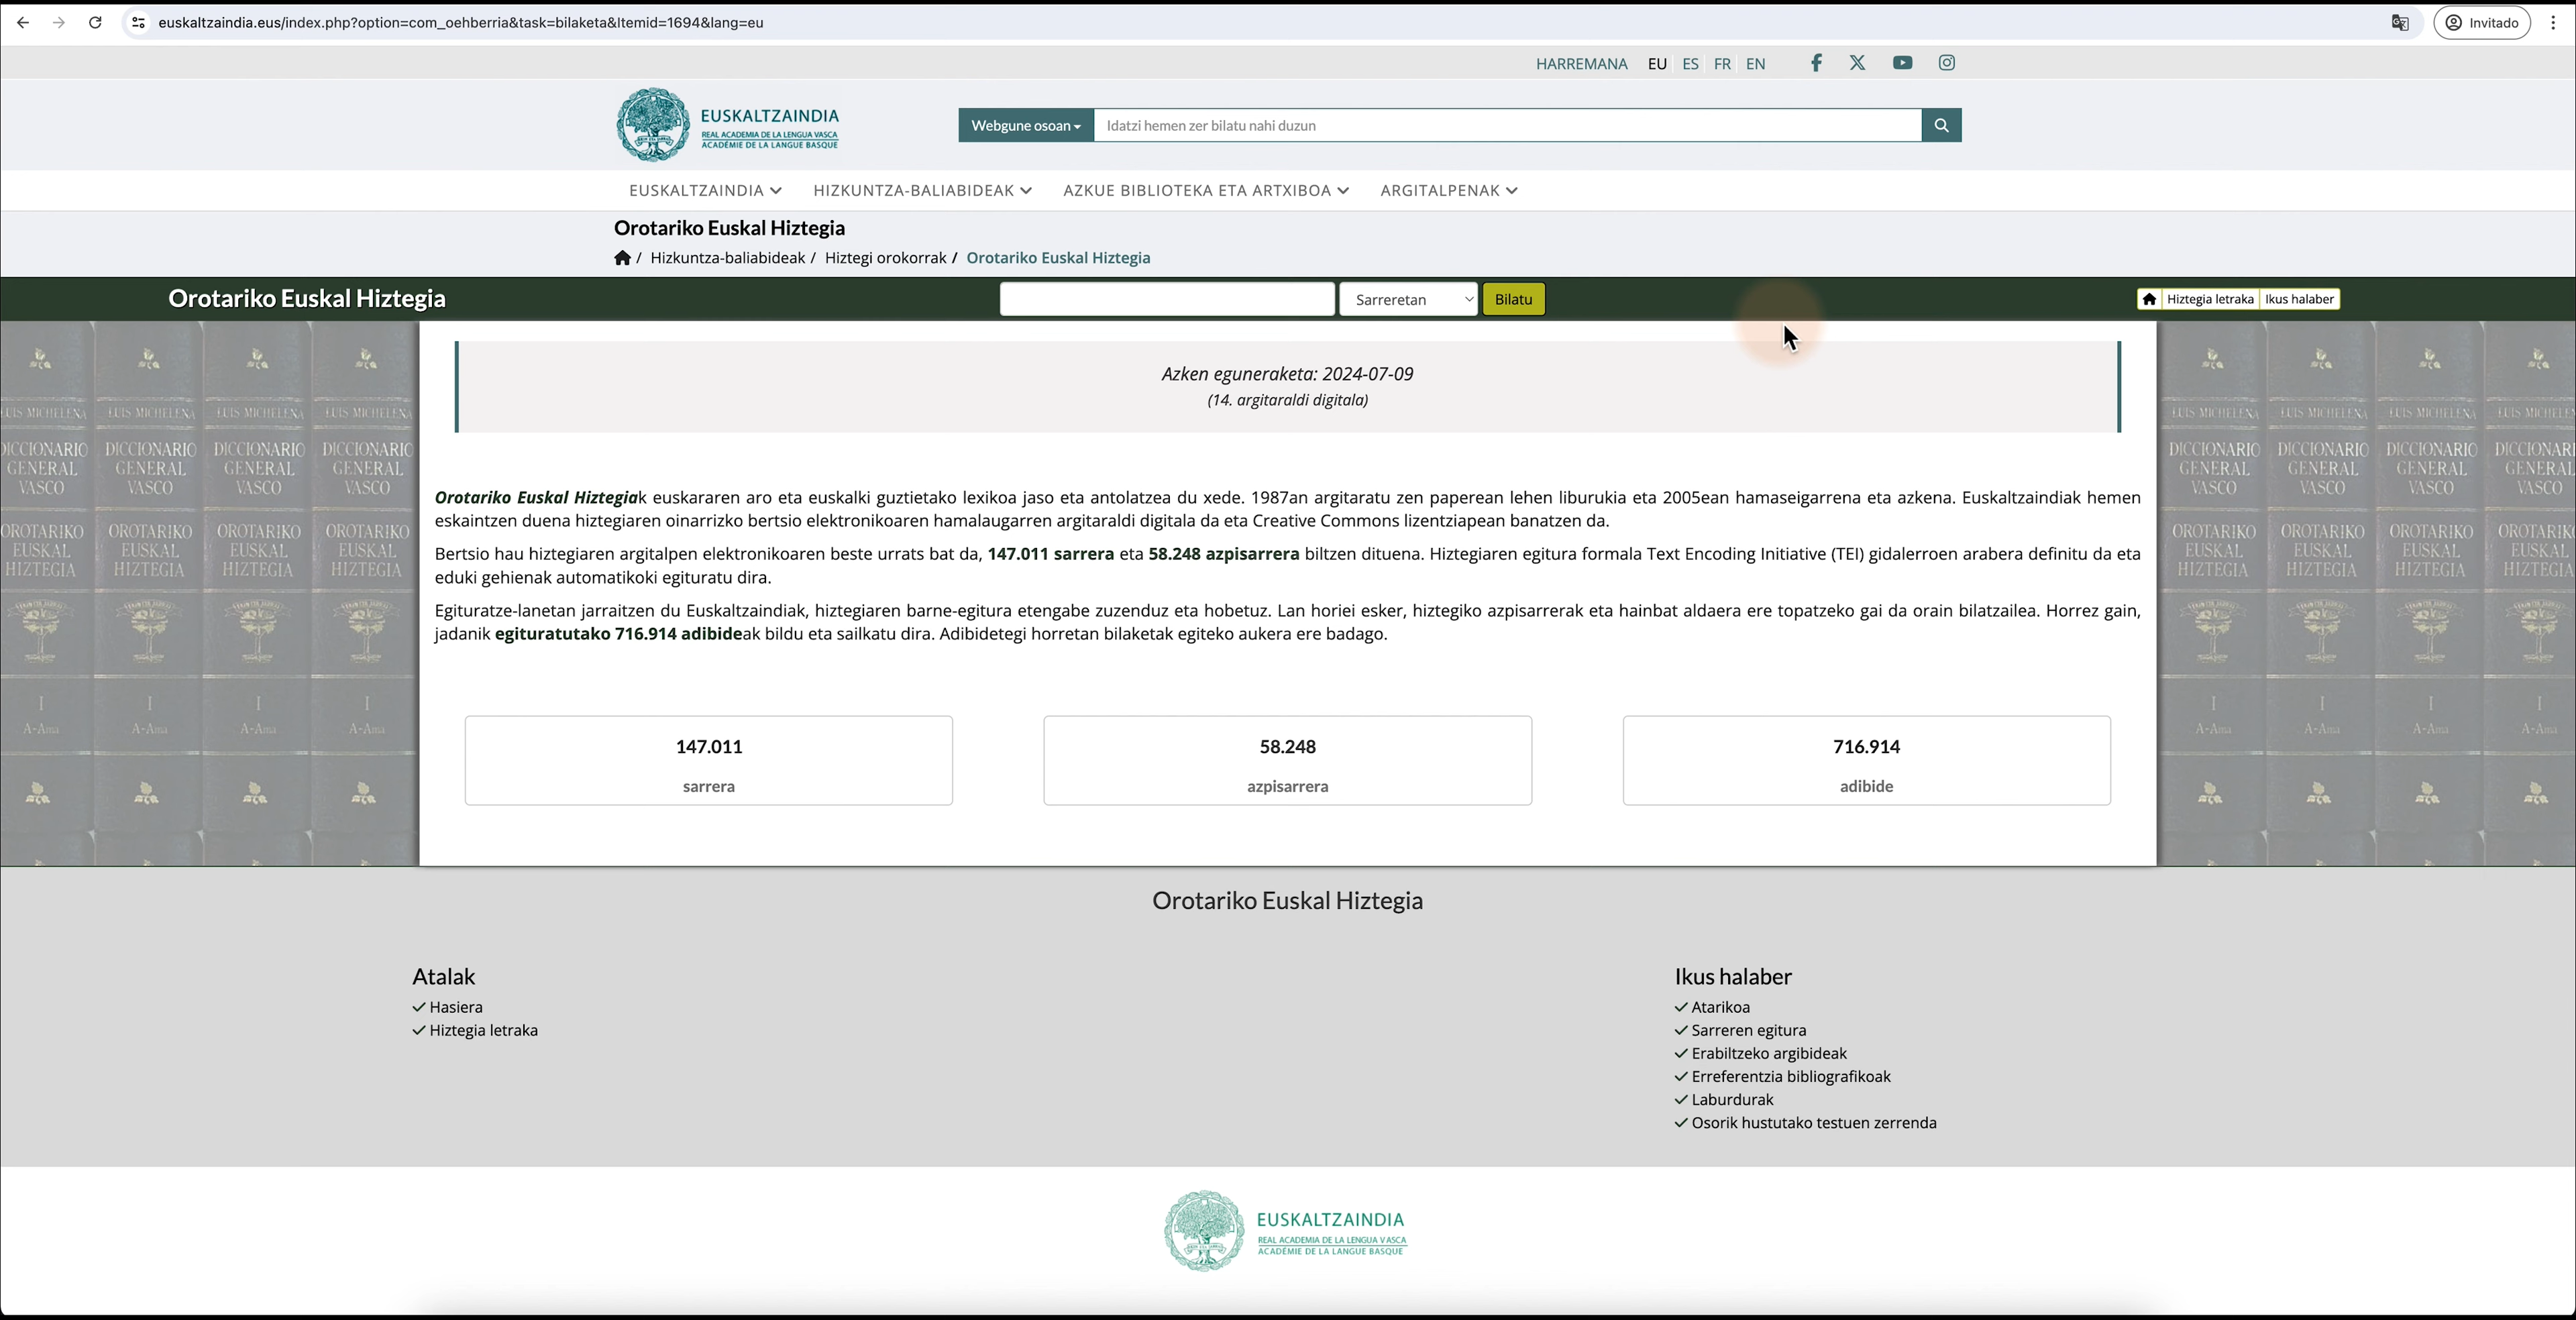 euskaltzaindia.eus/index.php?option=com_oehberria&task=bilaketa&Itemid=1694&lang=eu
Invitado
HARREMANA EU ES FR EN
EUSKALTZAINDIA
REAL ACADEMIA DE LA LENGUA VASCA
ACADÉMIE DE LA LANGUE BASQUE
Webgune osoan Idatzi hemen zer bilatu nahi duzun
EUSKALTZAINDIA HIZKUNTZA-BALIABIDEAK AZKUE BIBLIOTEKA ETA ARTXIBOA ARGITALPENAK
Orotariko Euskal Hiztegia
/ Hizkuntza-baliabideak / Hiztegi orokorrak / Orotariko Euskal Hiztegia
Orotariko Euskal Hiztegia Sarreretan Bilatu Hiztegia letraka Ikus halaber
Azken eguneraketa: 2024-07-09
(14. argitaraldi digitala)
Orotariko Euskal Hiztegiak euskararen aro eta euskalki guztietako lexikoa jaso eta antolatzea du xede. 1987an argitaratu zen paperean lehen liburukia eta 2005ean hamaseigarrena eta azkena. Euskaltzaindiak hemen
eskaintzen duena hiztegiaren oinarrizko bertsio elektronikoaren hamalaugarren argitaraldi digitala da eta Creative Commons lizentziapean banatzen da.
Bertsio hau hiztegiaren argitalpen elektronikoaren beste urrats bat da, 147.011 sarrera eta 58.248 azpisarrera biltzen dituena. Hiztegiaren egitura formala Text Encoding Initiative (TEI) gidalerroen arabera definitu da eta
eduki gehienak automatikoki egituratu dira.
Egituratze-lanetan jarraitzen du Euskaltzaindiak, hiztegiaren barne-egitura etengabe zuzenduz eta hobetuz. Lan horiei esker, hiztegiko azpisarrerak eta hainbat aldaera ere topatzeko gai da orain bilatzailea. Horrez gain,
jadanik egituratutako 716.914 adibideak bildu eta sailkatu dira. Adibidetegi horretan bilaketak egiteko aukera ere badago.
147.011
sarrera
58.248
azpisarrera
716.914
adibide
LUIS MICHELENA
DICCIONARIO
GENERAL
VASCO
OROTARIKO
EUSKAL
HIZTEGIA
I
A-Ama
Orotariko Euskal Hiztegia
Atalak
Hasiera
Hiztegia letraka
Ikus halaber
Atarikoa
Sarreren egitura
Erabiltzeko argibideak
Erreferentzia bibliografikoak
Laburdurak
Osorik hustutako testuen zerrenda
EUSKALTZAINDIA
REAL ACADEMIA DE LA LENGUA VASCA
ACADÉMIE DE LA LANGUE BASQUE